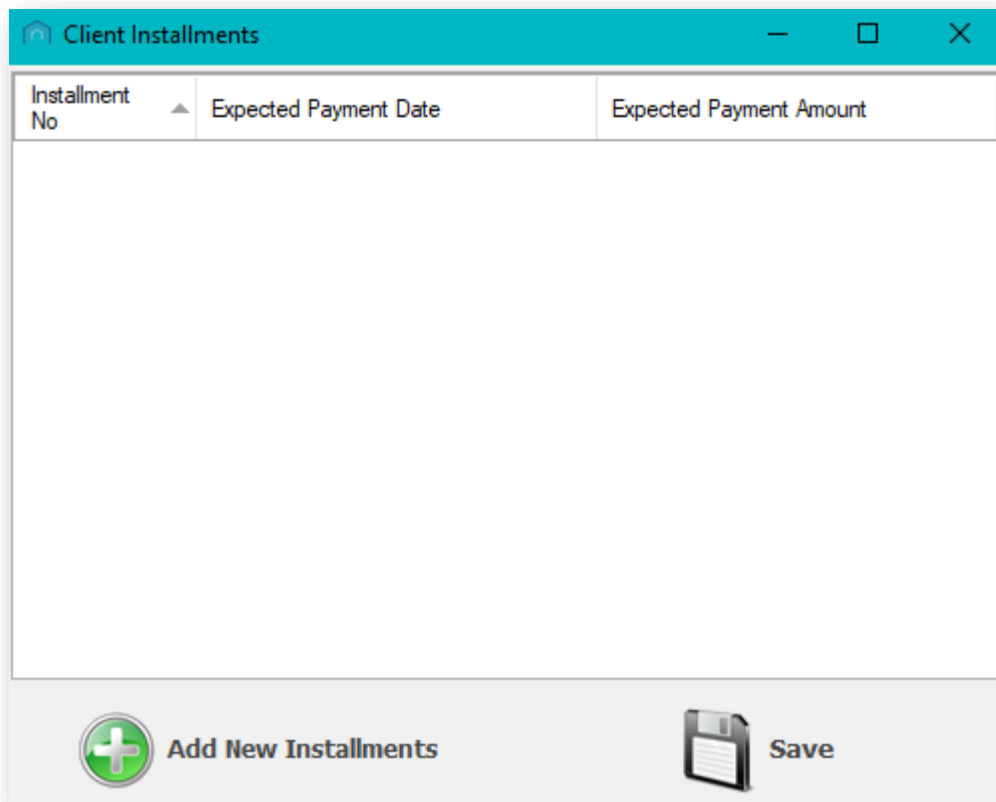 Client Installments
Installment
No
Expected Payment Date
Expected Payment Amount
Add New Installments
Save